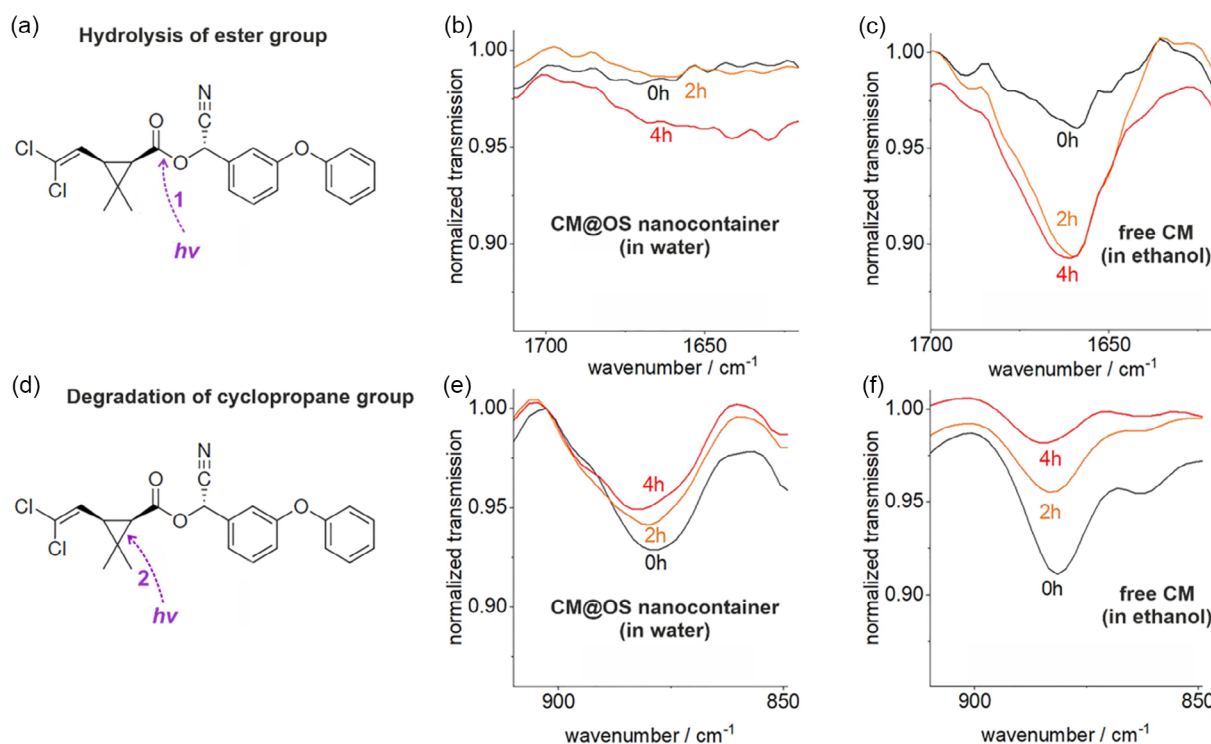 (a)
Hydrolysis of ester group
N
O
Cl
Cl
O
O
1
hv
(b)
normalized transmission
1.00
0.95
0.90
0h
2h
4h
CM@OS nanocontainer
(in water)
1700
1650
wavenumber / cm-1
(c)
normalized transmission
1.00
0.95
0.90
0h
2h
4h
free CM
(in ethanol)
1700
1650
wavenumber / cm-1
(d)
Degradation of cyclopropane group
N
O
Cl
Cl
O
O
2
hv
(e)
normalized transmission
1.00
0.95
0.90
4h
2h
0h
CM@OS nanocontainer
(in water)
900
850
wavenumber / cm-1
(f)
normalized transmission
1.00
0.95
0.90
4h
2h
0h
free CM
(in ethanol)
900
850
wavenumber / cm-1